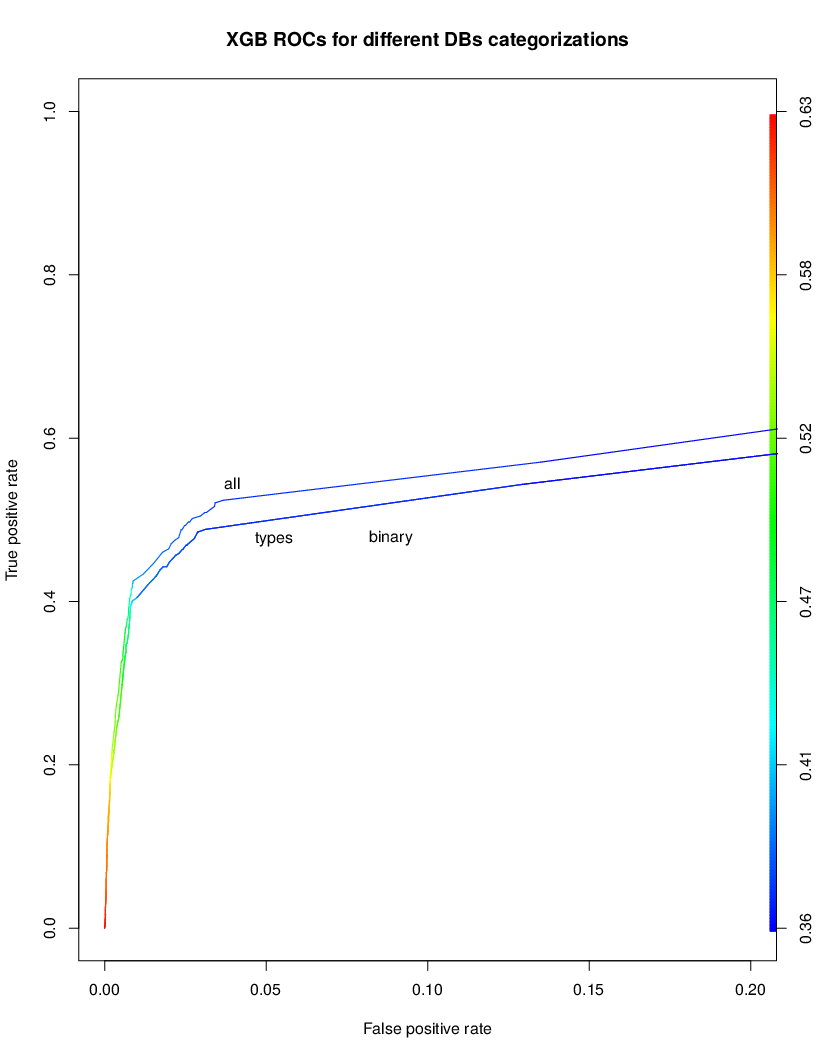 XGB ROCs for different DBs categorizations
1.0
0.8
0.6
0.4
0.2
0.0
True positive rate
all
types
binary
0.63
0.58
0.52
0.47
0.41
0.36
0.00
0.05
0.10
0.15
0.20
False positive rate